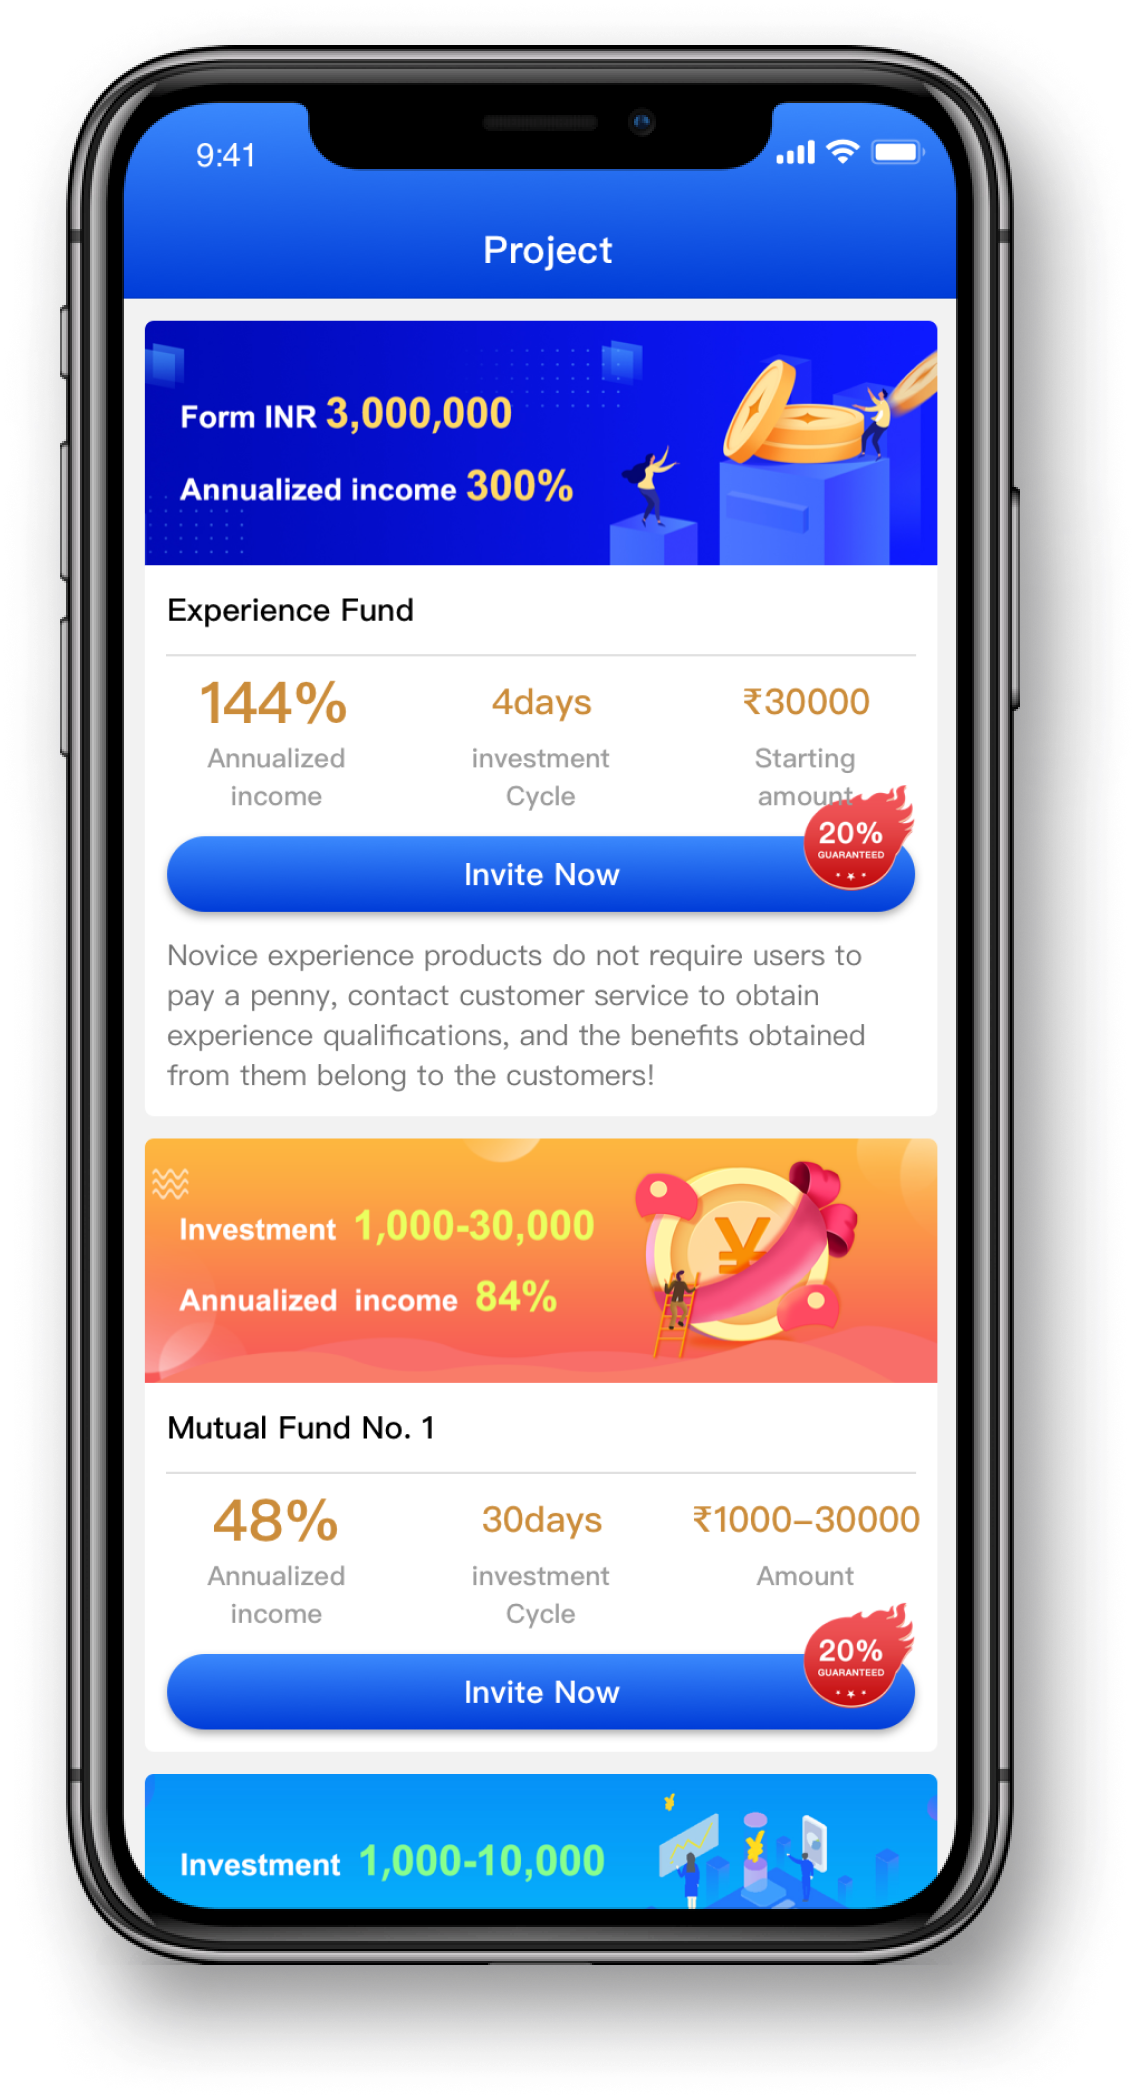 9:41
Project
Form INR 3,000,000
Annualized income 300%
Experience Fund
144% 4days ₹30000
Annualized investment Starting
income Cycle amount
20%
GUARANTEED
Invite Now
Novice experience products do not require users to
pay a penny, contact customer service to obtain
experience qualifications, and the benefits obtained
from them belong to the customers!
Investment 1,000-30,000
Annualized income 84%
¥
Mutual Fund No. 1
48% 30days ₹1000-30000
Annualized investment Amount
income Cycle
20%
GUARANTEED
Invite Now
¥
Investment 1,000-10,000
¥